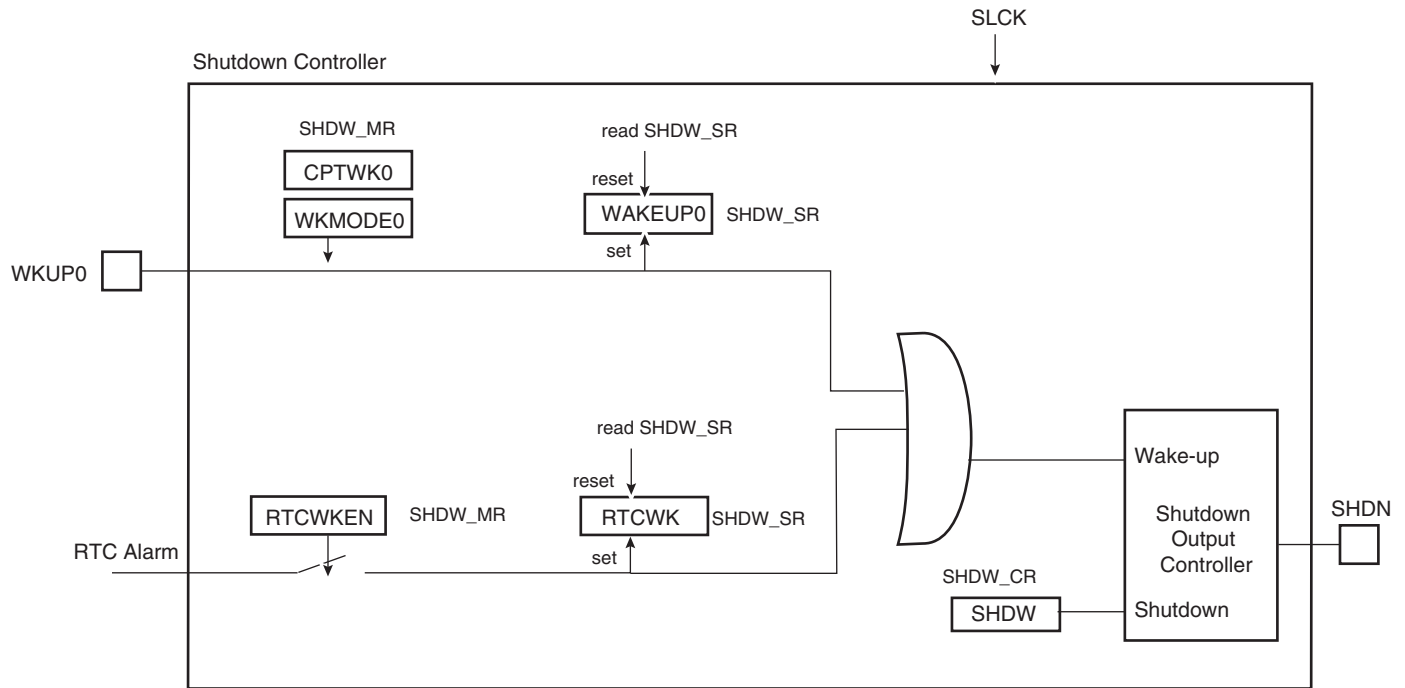 SLCK
Shutdown Controller
SHDW_MR
read SHDW_SR
CPTWK0
reset
WAKEUP0
SHDW_SR
WKMODE0
set
WKUP0
read SHDW_SR
Wake-up
reset
RTCWKEN
SHDW_MR
RTCWK
SHDW_SR
Shutdown
Output
Controller
SHDN
RTC Alarm
set
SHDW_CR
SHDW
Shutdown